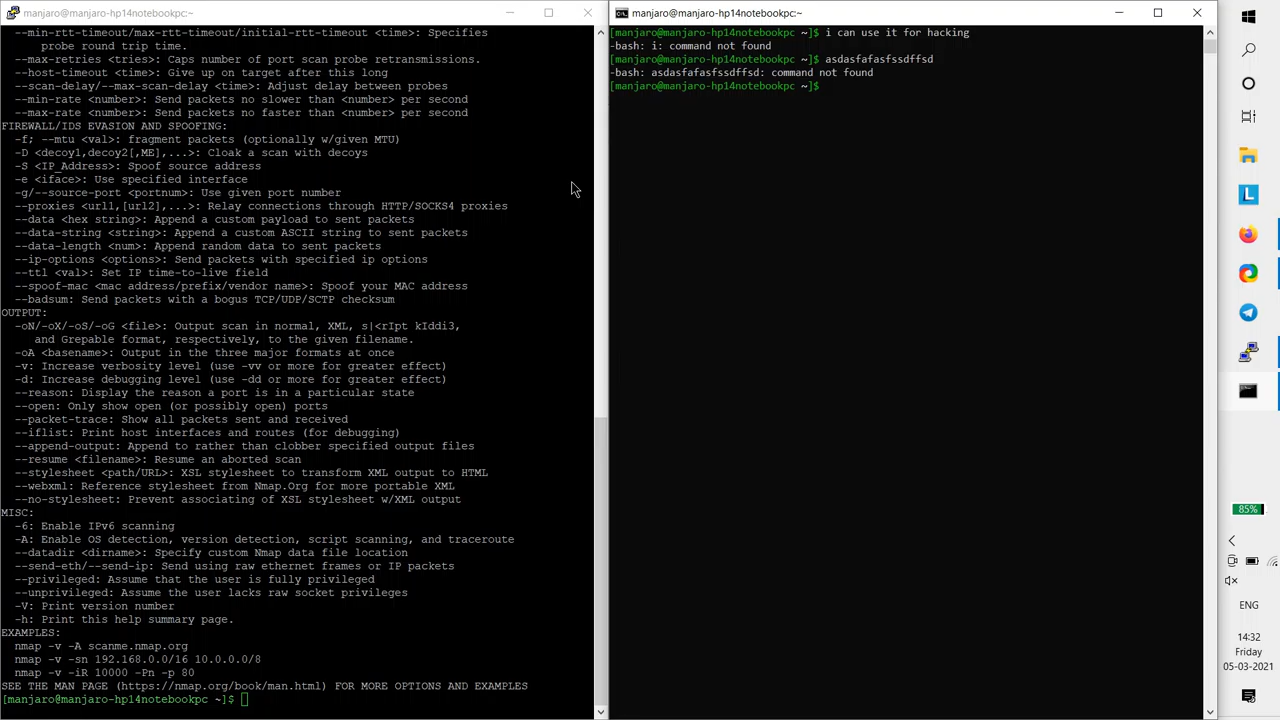 manjaro@manjaro-hp14notebookpc:~
--min-rtt-timeout/max-rtt-timeout/initial-rtt-timeout <time>: Specifies
probe round trip time.
--max-retries <tries>: Caps number of port scan probe retransmissions.
--host-timeout <time>: Give up on target after this long
--scan-delay/--max-scan-delay <time>: Adjust delay between probes
--min-rate <number>: Send packets no slower than <number> per second
--max-rate <number>: Send packets no faster than <number> per second
FIREWALL/IDS EVASION AND SPOOFING:
-f; --mtu <val>: fragment packets (optionally w/given MTU)
-D <decoy1,decoy2[,ME],...>: Cloak a scan with decoys
-S <IP_Address>: Spoof source address
-e <iface>: Use specified interface
-g/--source-port <portnum>: Use given port number
--proxies <url1,[url2],...>: Relay connections through HTTP/SOCKS4 proxies
--data <hex string>: Append a custom payload to sent packets
--data-string <string>: Append a custom ASCII string to sent packets
--data-length <num>: Append random data to sent packets
--ip-options <options>: Send packets with specified ip options
--ttl <val>: Set IP time-to-live field
--spoof-mac <mac address/prefix/vendor name>: Spoof your MAC address
--badsum: Send packets with a bogus TCP/UDP/SCTP checksum
OUTPUT:
-oN/-oX/-oS/-oG <file>: Output scan in normal, XML, s|<rIpt kIddi3,
and Grepable format, respectively, to the given filename.
-oA <basename>: Output in the three major formats at once
-v: Increase verbosity level (use -vv or more for greater effect)
-d: Increase debugging level (use -dd or more for greater effect)
--reason: Display the reason a port is in a particular state
--open: Only show open (or possibly open) ports
--packet-trace: Show all packets sent and received
--iflist: Print host interfaces and routes (for debugging)
--append-output: Append to rather than clobber specified output files
--resume <filename>: Resume an aborted scan
--stylesheet <path/URL>: XSL stylesheet to transform XML output to HTML
--webxml: Reference stylesheet from Nmap.Org for more portable XML
--no-stylesheet: Prevent associating of XSL stylesheet w/XML output
MISC:
-6: Enable IPv6 scanning
-A: Enable OS detection, version detection, script scanning, and traceroute
--datadir <dirname>: Specify custom Nmap data file location
--send-eth/--send-ip: Send using raw ethernet frames or IP packets
--privileged: Assume that the user is fully privileged
--unprivileged: Assume the user lacks raw socket privileges
-V: Print version number
-h: Print this help summary page.
EXAMPLES:
nmap -v -A scanme.nmap.org
nmap -v -sn 192.168.0.0/16 10.0.0.0/8
nmap -v -iR 10000 -Pn -p 80
SEE THE MAN PAGE (https://nmap.org/book/man.html) FOR MORE OPTIONS AND EXAMPLES
[manjaro@manjaro-hp14notebookpc ~]$
manjaro@manjaro-hp14notebookpc:~
[manjaro@manjaro-hp14notebookpc ~]$ i can use it for hacking
-bash: i: command not found
[manjaro@manjaro-hp14notebookpc ~]$ asdasfafasfssdffsd
-bash: asdasfafasfssdffsd: command not found
[manjaro@manjaro-hp14notebookpc ~]$
L
85%
ENG
14:32
Friday
05-03-2021